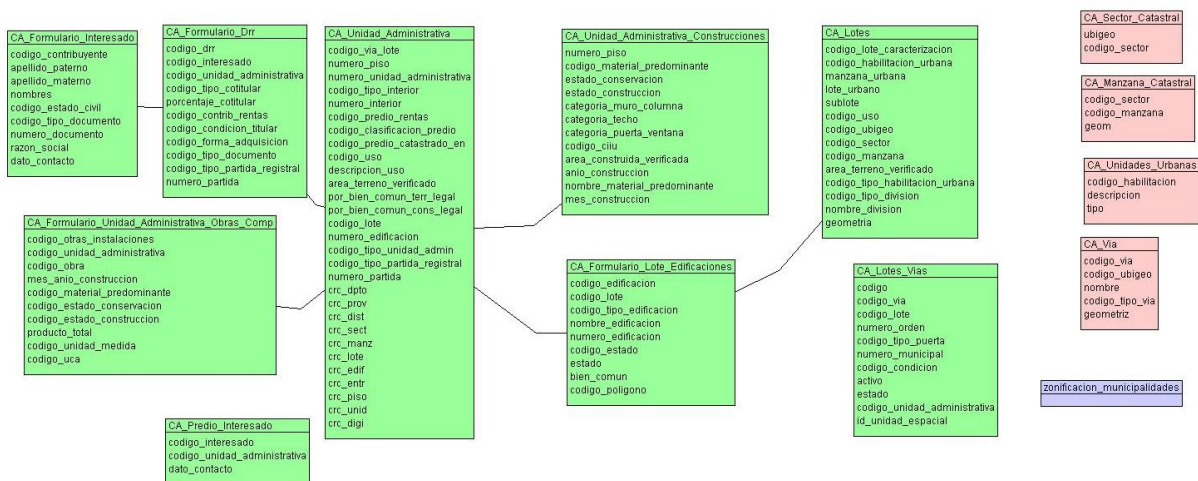 CA_Formulario_Interesado
codigo_contribuyente
apellido_paterno
apellido_materno
nombres
codigo_estado_civil
codigo_tipo_documento
numero_documento
razon_social
dato_contacto
CA_Formulario_Drr
codigo_drr
codigo_interesado
codigo_unidad_administrativa
codigo_tipo_cotitular
porcentaje_cotitular
codigo_contrib_rentas
codigo_condicion_titular
codigo_forma_adquisicion
codigo_tipo_documento
codigo_tipo_partida_registral
numero_partida
CA_Formulario_Unidad_Administrativa_Obras_Comp
codigo_otras_instalaciones
codigo_unidad_administrativa
codigo_obra
mes_anio_construccion
codigo_material_predominante
codigo_estado_conservacion
codigo_estado_construccion
producto_total
codigo_unidad_medida
codigo_uca
CA_Predio_Interesado
codigo_interesado
codigo_unidad_administrativa
dato_contacto
CA_Unidad_Administrativa
codigo_via_lote
numero_piso
numero_unidad_administrativa
codigo_tipo_interior
numero_interior
codigo_predio_rentas
codigo_clasificacion_predio
codigo_predio_catastrado_en
codigo_uso
descripcion_uso
area_terreno_verificado
por_bien_comun_terr_legal
por_bien_comun_cons_legal
codigo_lote
numero_edificacion
codigo_tipo_unidad_admin
codigo_tipo_partida_registral
numero_partida
crc_dpto
crc_prov
crc_dist
crc_sect
crc_manz
crc_lote
crc_edif
crc_entr
crc_piso
crc_unid
crc_digi
CA_Unidad_Administrativa_Construcciones
numero_piso
codigo_material_predominante
estado_conservacion
estado_construccion
categoria_muro_columna
categoria_techo
categoria_puerta_ventana
codigo_ciiu
area_construida_verificada
anio_construccion
nombre_material_predominante
mes_construccion
CA_Formulario_Lote_Edificaciones
codigo_edificacion
codigo_lote
codigo_tipo_edificacion
nombre_edificacion
numero_edificacion
codigo_estado
estado
bien_comun
codigo_poligono
CA_Lotes
codigo_lote_caracterizacion
codigo_habilitacion_urbana
manzana_urbana
lote_urbano
sublote
codigo_uso
codigo_ubigeo
codigo_sector
codigo_manzana
area_terreno_verificado
codigo_tipo_habilitacion_urbana
codigo_tipo_division
nombre_division
geometria
CA_Lotes_Vias
codigo
codigo_via
codigo_lote
numero_orden
codigo_tipo_puerta
numero_municipal
codigo_condicion
activo
estado
codigo_unidad_administrativa
id_unidad_espacial
CA_Sector_Catastral
ubigeo
codigo_sector
CA_Manzana_Catastral
codigo_sector
codigo_manzana
geom
CA_Unidades_Urbanas
codigo_habilitacion
descripcion
tipo
CA_Via
codigo_via
codigo_ubigeo
nombre
codigo_tipo_via
geometriz
zonificacion_municipalidades